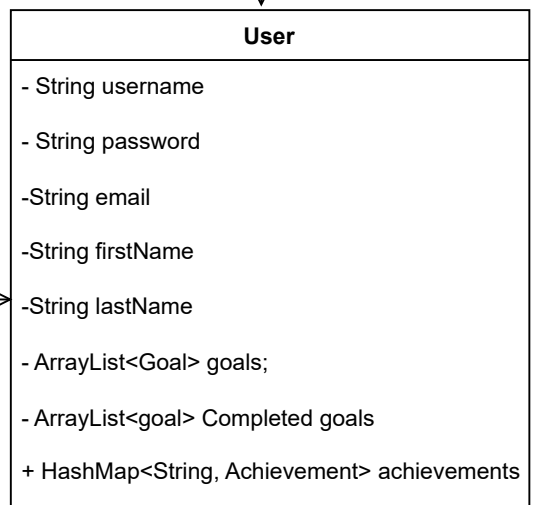 User
- String username
- String password
-String email
-String firstName
-String lastName
- ArrayList<Goal> goals;
- ArrayList<goal> Completed goals
+ HashMap<String, Achievement> achievements